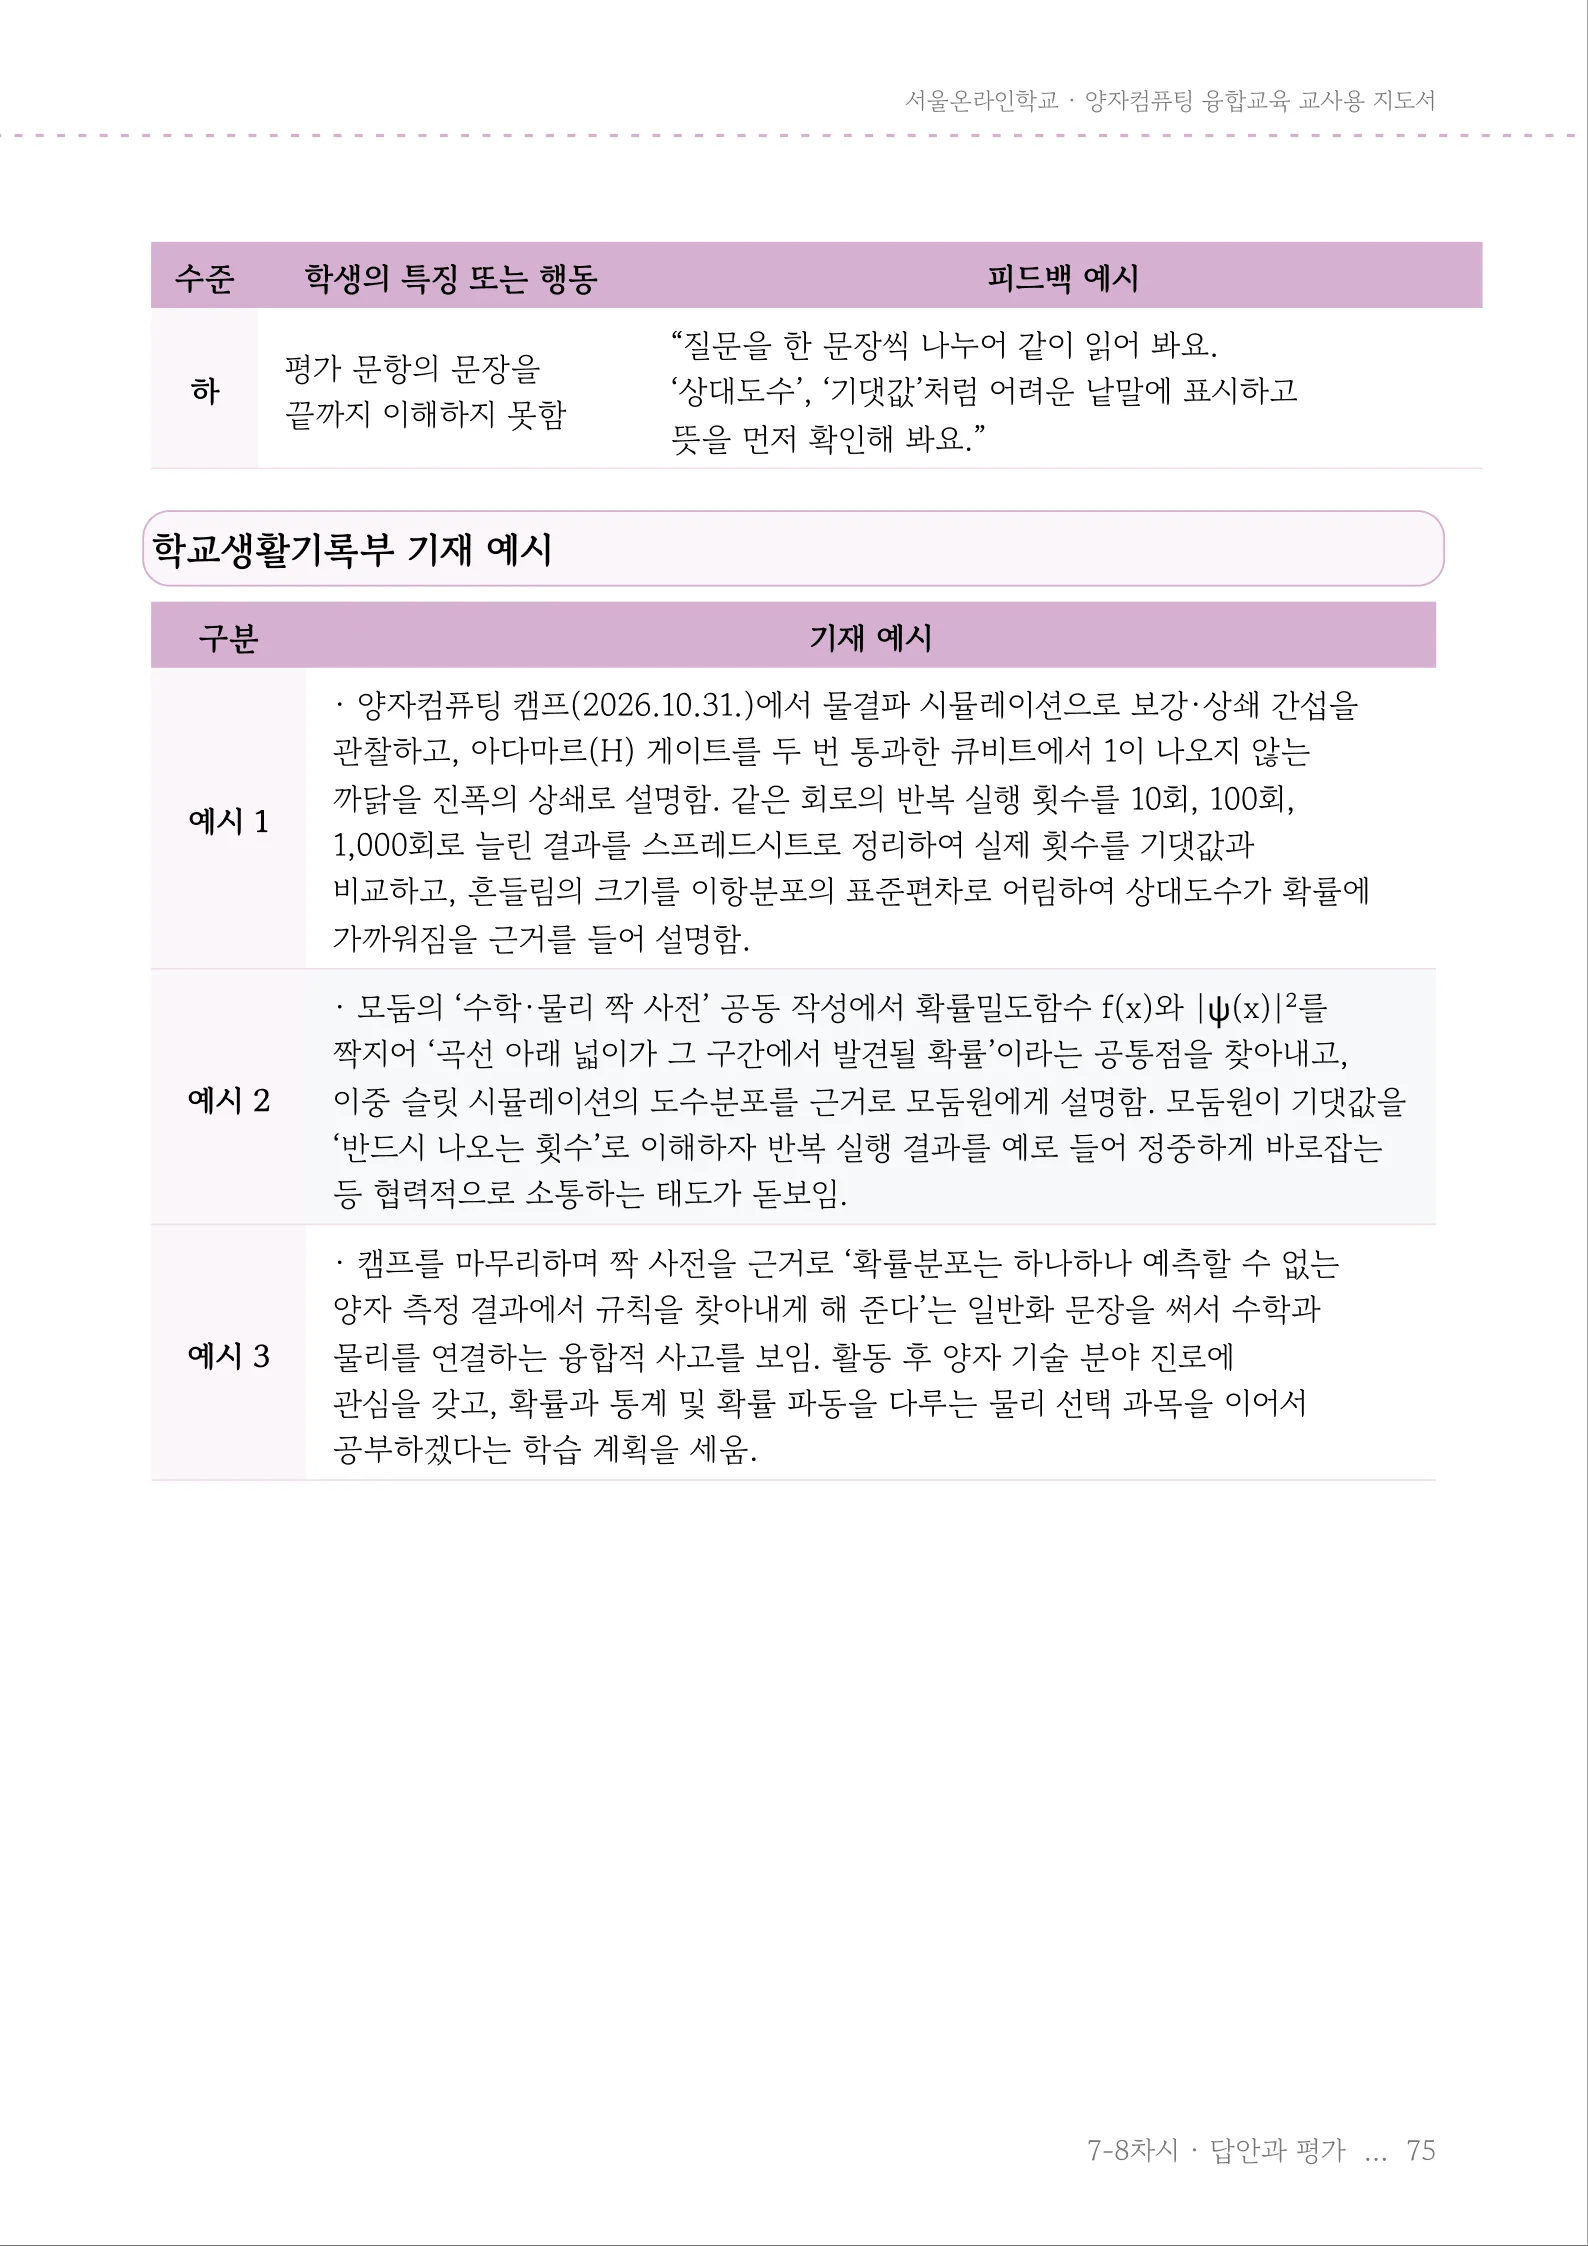 서울온라인학교 · 양자컴퓨팅 융합교육 교사용 지도서
수준 학생의 특징 또는 행동 피드백 예시
하
평가 문항의 문장을
끝까지 이해하지 못함
“질문을 한 문장씩 나누어 같이 읽어 봐요.
‘상대도수’, ‘기댓값’처럼 어려운 낱말에 표시하고
뜻을 먼저 확인해 봐요.”
학교생활기록부 기재 예시
구분 기재 예시
예시 1
· 양자컴퓨팅 캠프(2026.10.31.)에서 물결파 시뮬레이션으로 보강·상쇄 간섭을
관찰하고, 아다마르(H) 게이트를 두 번 통과한 큐비트에서 1이 나오지 않는
까닭을 진폭의 상쇄로 설명함. 같은 회로의 반복 실행 횟수를 10회, 100회,
1,000회로 늘린 결과를 스프레드시트로 정리하여 실제 횟수를 기댓값과
비교하고, 흔들림의 크기를 이항분포의 표준편차로 어림하여 상대도수가 확률에
가까워짐을 근거를 들어 설명함.
예시 2
· 모둠의 ‘수학·물리 짝 사전’ 공동 작성에서 확률밀도함수 f(x)와 |ψ(x)|²를
짝지어 ‘곡선 아래 넓이가 그 구간에서 발견될 확률’이라는 공통점을 찾아내고,
이중 슬릿 시뮬레이션의 도수분포를 근거로 모둠원에게 설명함. 모둠원이 기댓값을
‘반드시 나오는 횟수’로 이해하자 반복 실행 결과를 예로 들어 정중하게 바로잡는
등 협력적으로 소통하는 태도가 돋보임.
예시 3
· 캠프를 마무리하며 짝 사전을 근거로 ‘확률분포는 하나하나 예측할 수 없는
양자 측정 결과에서 규칙을 찾아내게 해 준다’는 일반화 문장을 써서 수학과
물리를 연결하는 융합적 사고를 보임. 활동 후 양자 기술 분야 진로에
관심을 갖고, 확률과 통계 및 확률 파동을 다루는 물리 선택 과목을 이어서
공부하겠다는 학습 계획을 세움.
7-8차시 · 답안과 평가 … 75